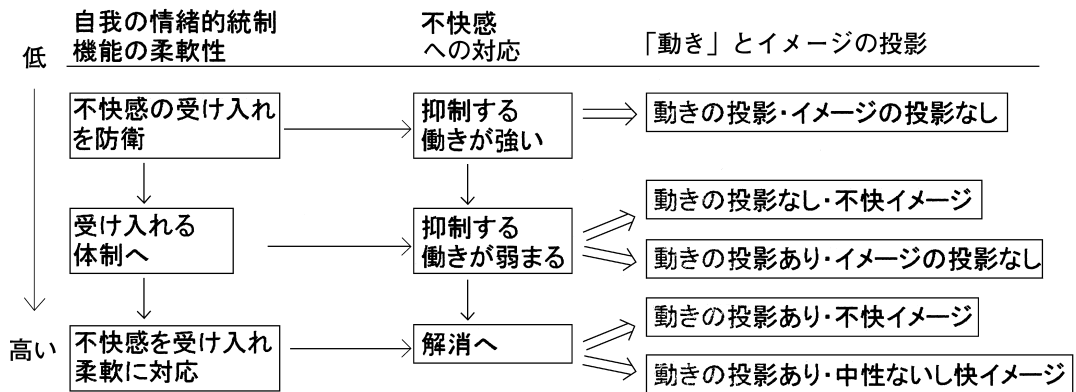 自我の情緒的統制
機能の柔軟性
不快感
への対応
「動き」とイメージの投影
低
不快感の受け入れ
を防衛
抑制する
働きが強い
動きの投影・イメージの投影なし
受け入れる
体制へ
抑制する
働きが弱まる
動きの投影なし・不快イメージ
動きの投影あり・イメージの投影なし
高い
不快感を受け入れ
柔軟に対応
解消へ
動きの投影あり・不快イメージ
動きの投影あり・中性ないし快イメージ